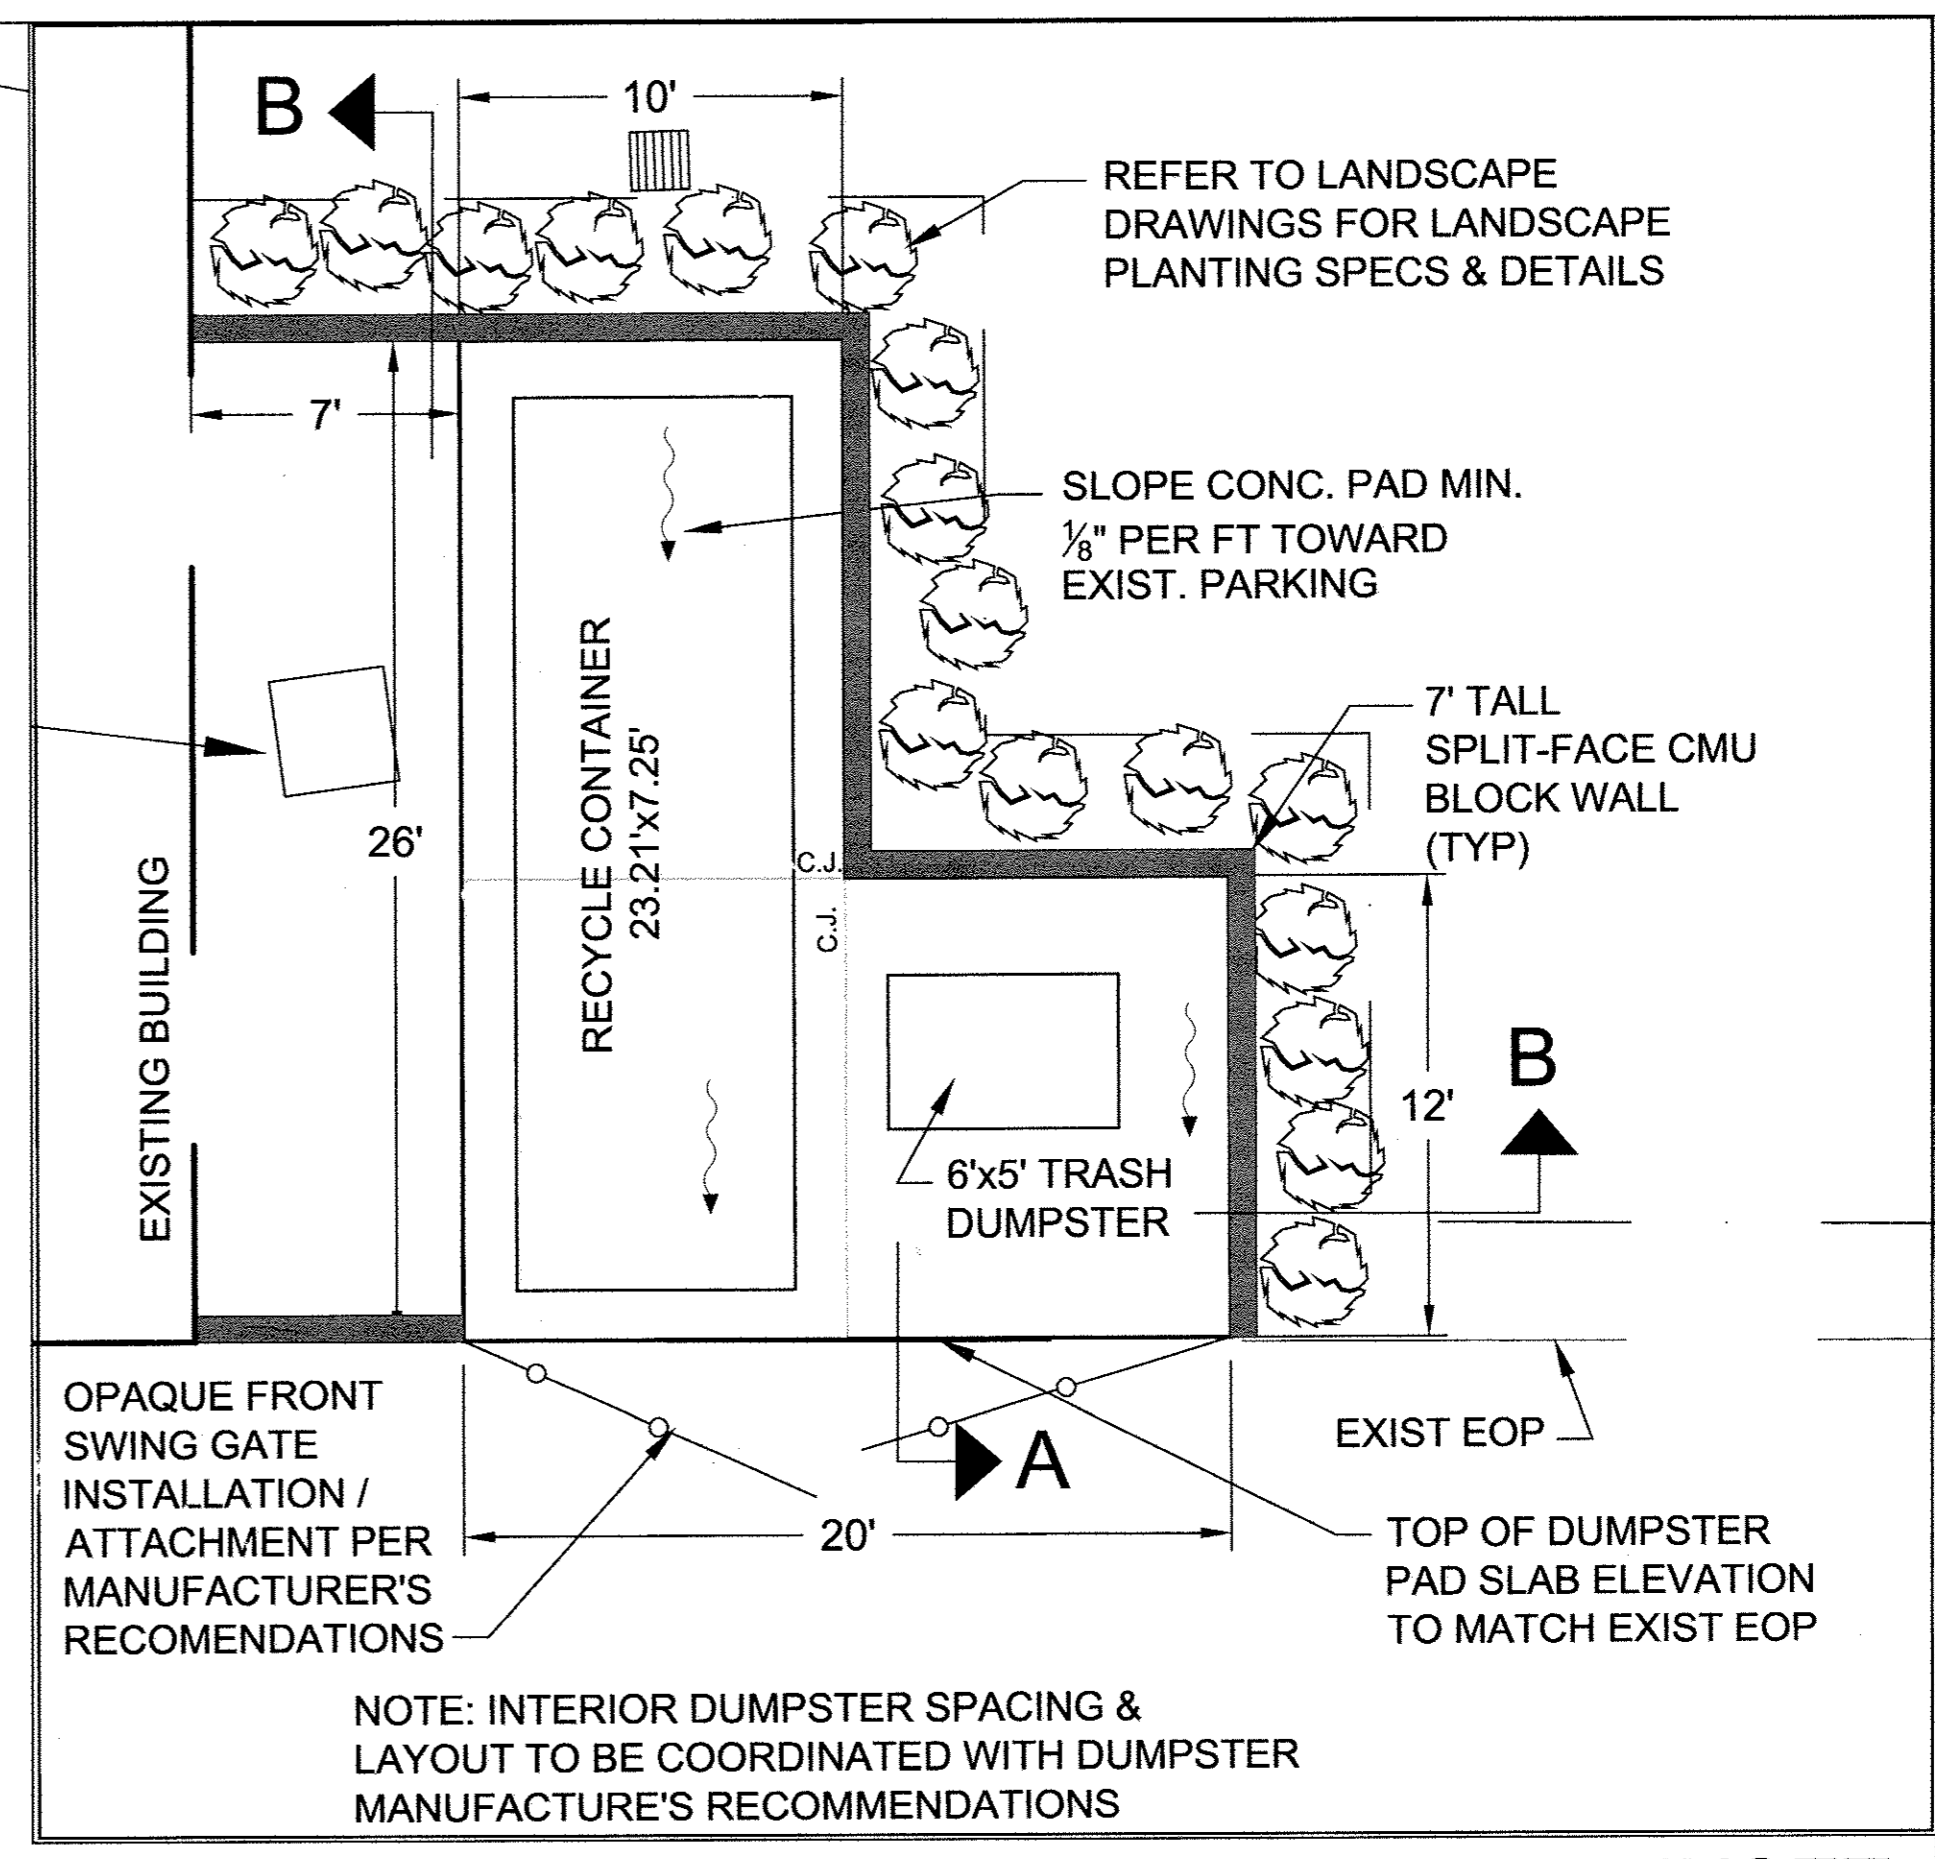 B
10'
REFER TO LANDSCAPE
DRAWINGS FOR LANDSCAPE
PLANTING SPECS & DETAILS
7'
SLOPE CONC. PAD MIN.
⅛" PER FT TOWARD
EXIST. PARKING
RECYCLE CONTAINER
23.21'x7.25'
7' TALL
SPLIT-FACE CMU
BLOCK WALL
(TYP)
26'
C.J.
C.J.
EXISTING BUILDING
B
12'
6'x5' TRASH
DUMPSTER
OPAQUE FRONT
SWING GATE
INSTALLATION /
ATTACHMENT PER
MANUFACTURER'S
RECOMENDATIONS
A
EXIST EOP
20'
TOP OF DUMPSTER
PAD SLAB ELEVATION
TO MATCH EXIST EOP
NOTE: INTERIOR DUMPSTER SPACING &
LAYOUT TO BE COORDINATED WITH DUMPSTER
MANUFACTURE'S RECOMMENDATIONS